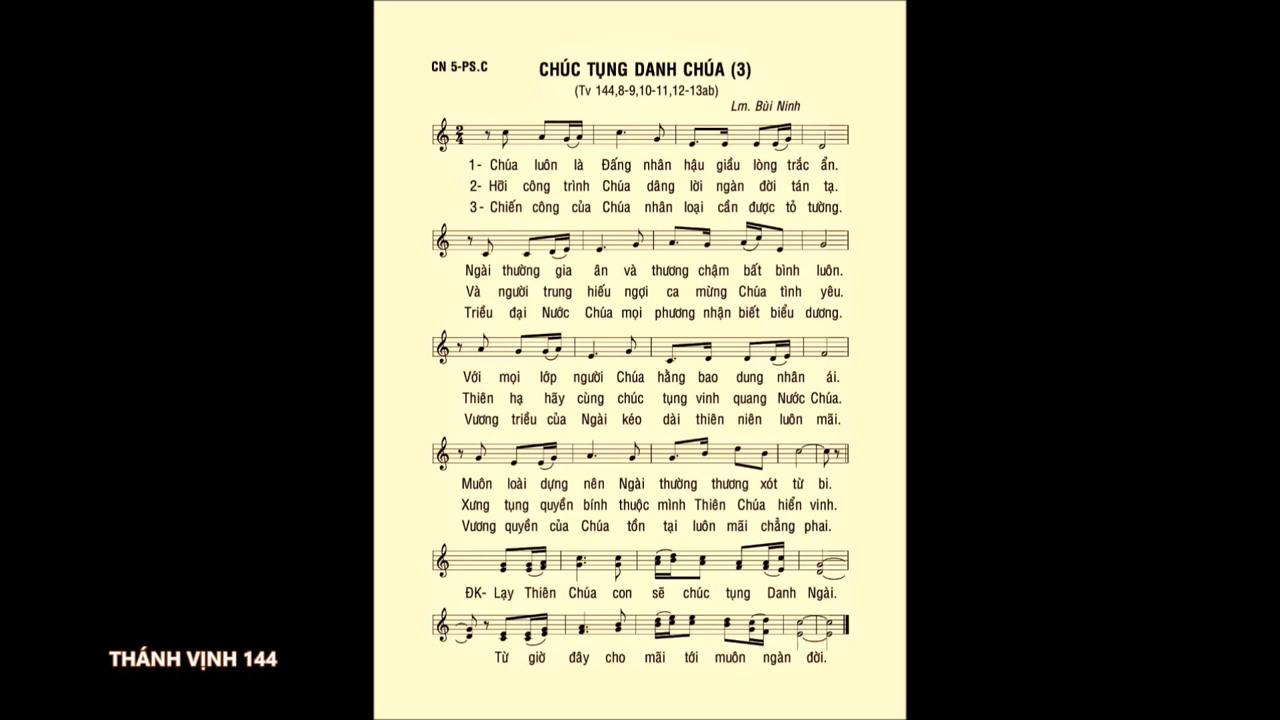 CN 5-PS.C
CHÚC TỤNG DANH CHÚA (3)
(Tv 144,8-9,10-11,12-13ab)
Lm. Bùi Ninh
1- Chúa luôn là Đấng nhân hậu giầu lòng trắc ẩn.
2- Hỡi công trình Chúa dâng lời ngàn đời tán tạ.
3- Chiến công của Chúa nhân loại cần được tỏ tường.
Ngài thường gia ân và thương chậm bất bình luôn.
Và người trung hiếu ngợi ca mừng Chúa tình yêu.
Triều đại Nước Chúa mọi phương nhận biết biểu dương.
Với mọi lớp người Chúa hằng bao dung nhân ái.
Thiên hạ hãy cùng chúc tụng vinh quang Nước Chúa.
Vương triều của Ngài kéo dài thiên niên luôn mãi.
Muôn loài dựng nên Ngài thường thương xót từ bi.
Xưng tụng quyền bính thuộc mình Thiên Chúa hiển vinh.
Vương quyền của Chúa tồn tại luôn mãi chẳng phai.
ĐK- Lạy Thiên Chúa con sẽ chúc tụng Danh Ngài.
Từ giờ đây cho mãi tới muôn ngàn đời.
THÁNH VỊNH 144